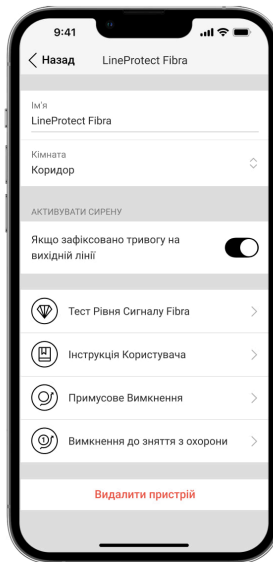 9:41
Назад
LineProtect Fibra
Ім'я
LineProtect Fibra
Кімната
Коридор
АКТИВУВАТИ СИРЕНУ
Якщо зафіксовано тривогу на
вихідній лінії
Тест Рівня Сигналу Fibra
Інструкція Користувача
Примусове Вимкнення
1
Вимкнення до зняття з охорони
Видалити пристрій